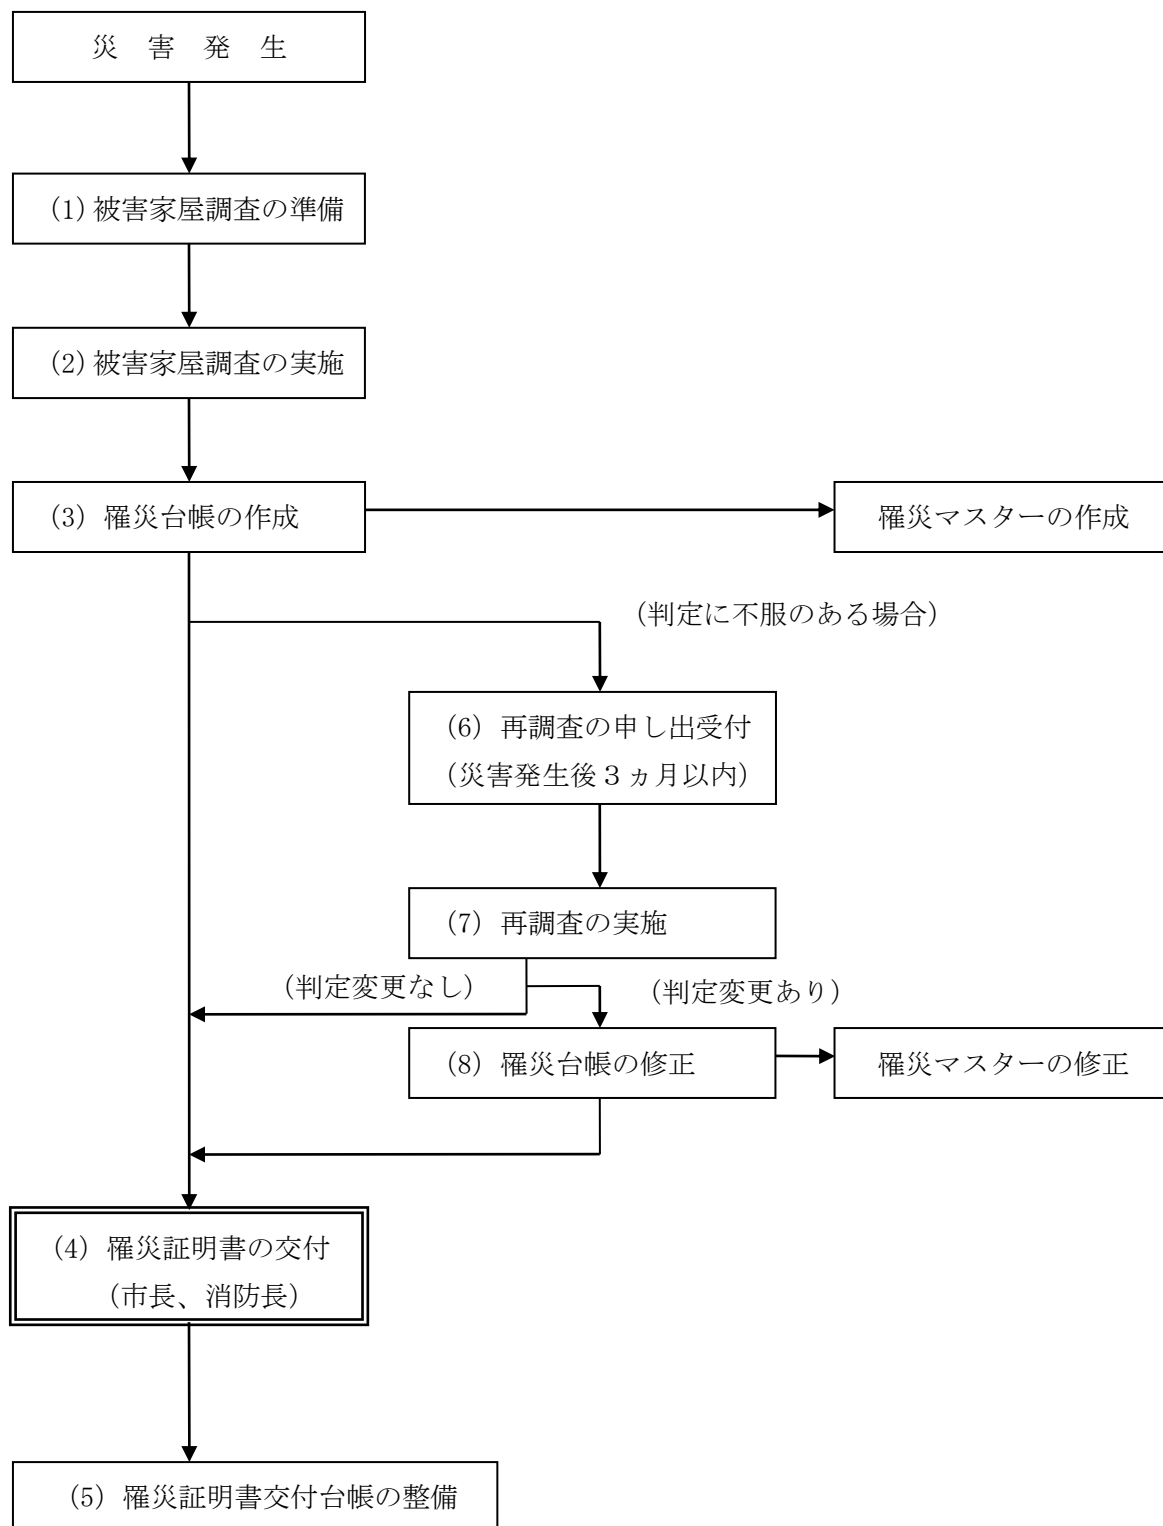 災　害　発　生
(1)被害家屋調査の準備
(2)被害家屋調査の実施
(3) 罹災台帳の作成
罹災マスターの作成
（判定に不服のある場合）
(6) 再調査の申し出受付
（災害発生後３ヵ月以内）
(7) 再調査の実施
（判定変更なし）
（判定変更あり）
(8) 罹災台帳の修正
罹災マスターの修正
(4) 罹災証明書の交付
（市長、消防長）
(5) 罹災証明書交付台帳の整備